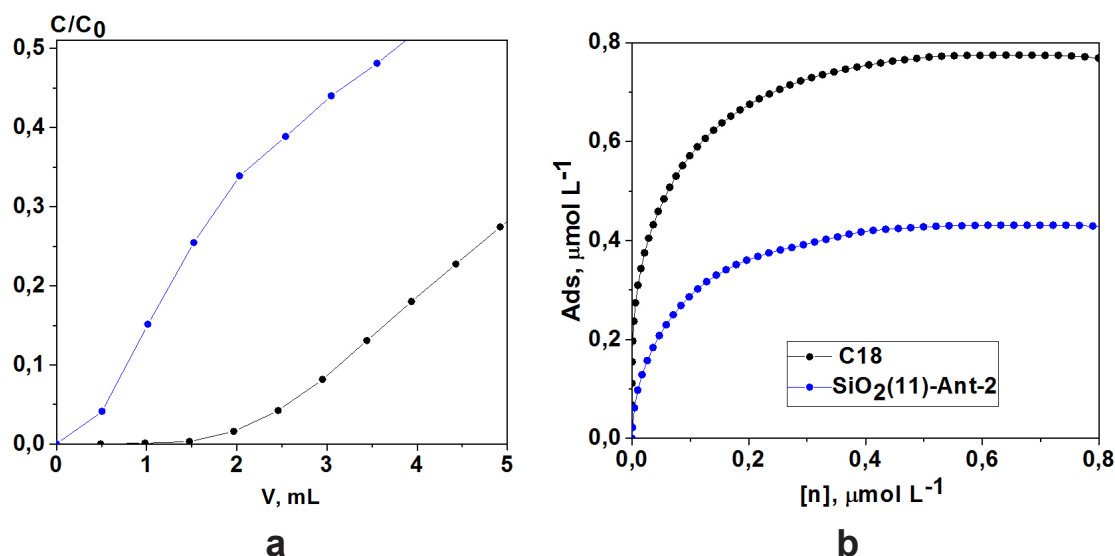 C/C0
0,5
0,4
0,3
0,2
0,1
0,0
0 1 2 3 4 5
V, mL
a
Ads, μmol L-1
0,8
0,6
0,4
0,2
0,0
C18
SiO2(11)-Ant-2
0,0 0,2 0,4 0,6 0,8
[n], μmol L-1
b